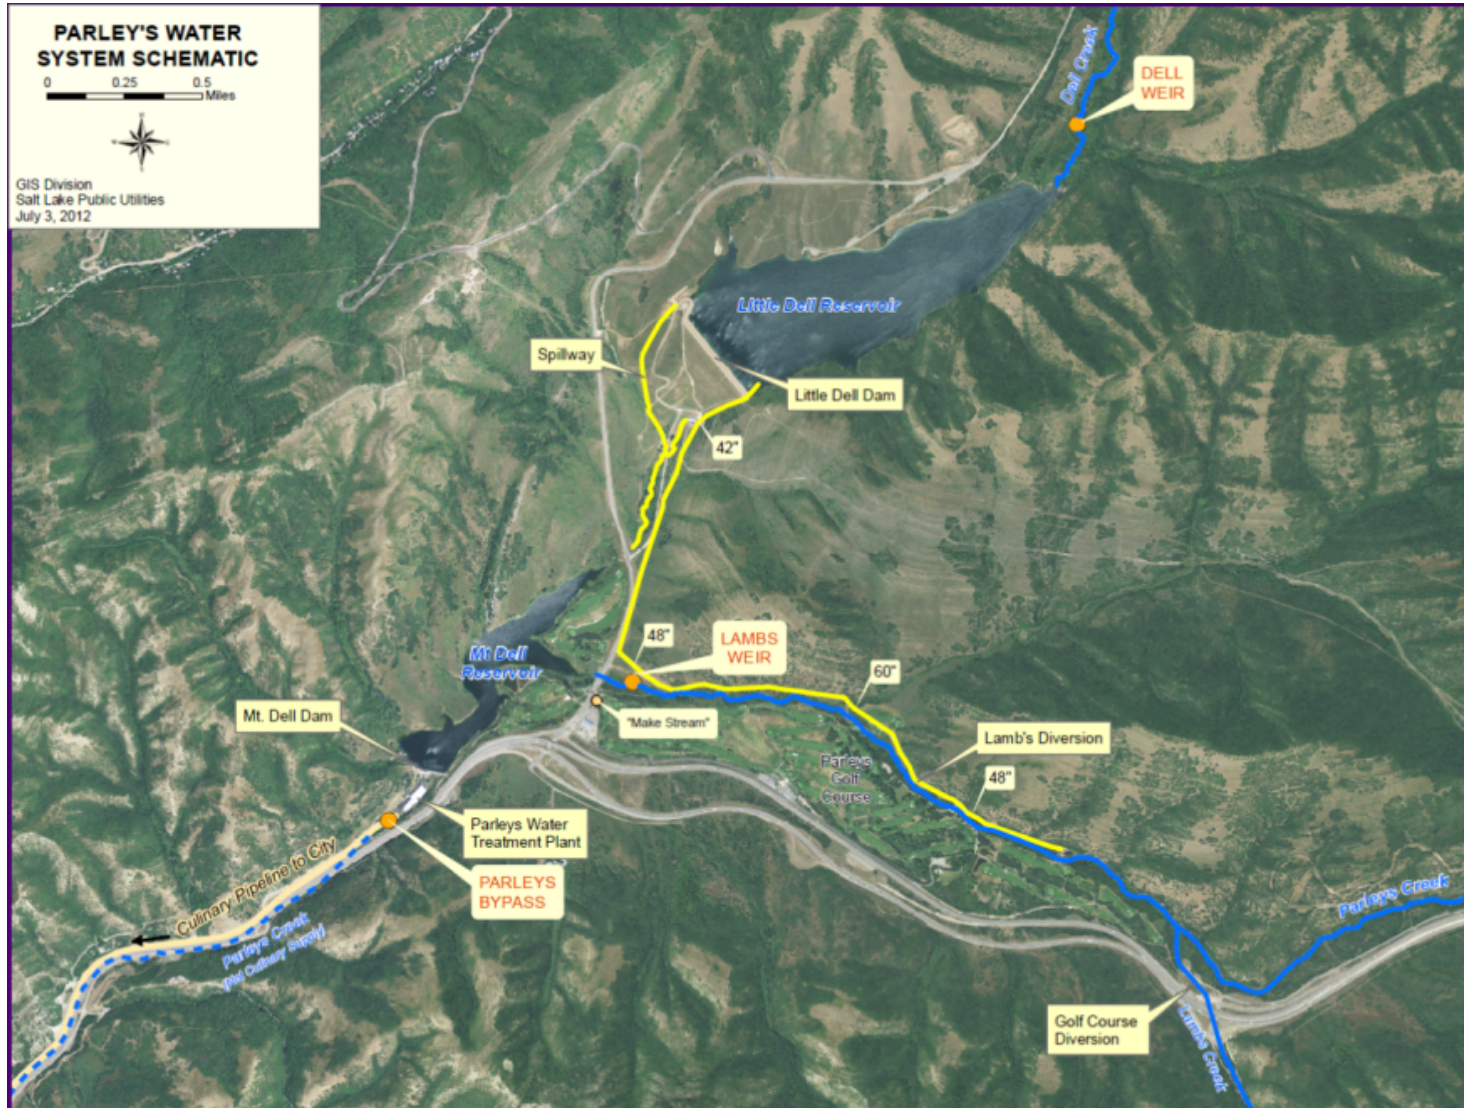 PARLEY'S WATER
SYSTEM SCHEMATIC
0 0.25 0.5
Miles
GIS Division
Salt Lake Public Utilities
July 3, 2012
Dell Creek
DELL
WEIR
Little Dell Reservoir
Spillway
Little Dell Dam
42"
48"
LAMBS
WEIR
Mt Dell
Reservoir
60"
Mt. Dell Dam
"Make Stream"
Lamb's Diversion
Parleys
Golf
Course
48"
Parleys Water
Treatment Plant
PARLEYS
BYPASS
Culinary Pipeline to City
Parleys Creek
(Not Culinary Supply)
Parleys Creek
Golf Course
Diversion
Lambs Creek